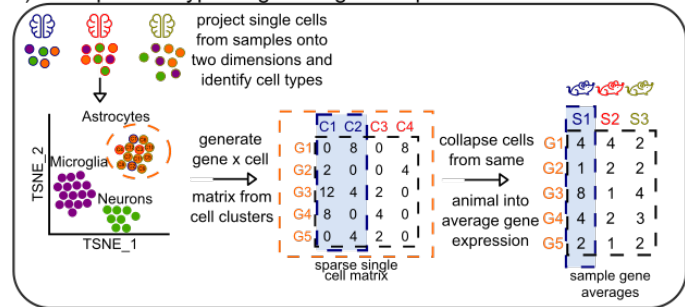 project single cells
from samples onto
two dimensions and
identify cell types
Astrocytes
Microglia
Neurons
TSNE_2
TSNE_1
generate
gene x cell
matrix from
cell clusters
C1 C2 C3 C4
G1 0 8 0 8
G2 2 0 0 4
G3 12 4 2 0
G4 8 0 4 0
G5 0 4 2 0
sparse single
cell matrix
collapse cells
from same
animal into
average gene
expression
S1 S2 S3
G1 4 4 2
G2 1 2 2
G3 8 1 4
G4 4 2 3
G5 2 1 2
sample gene
averages